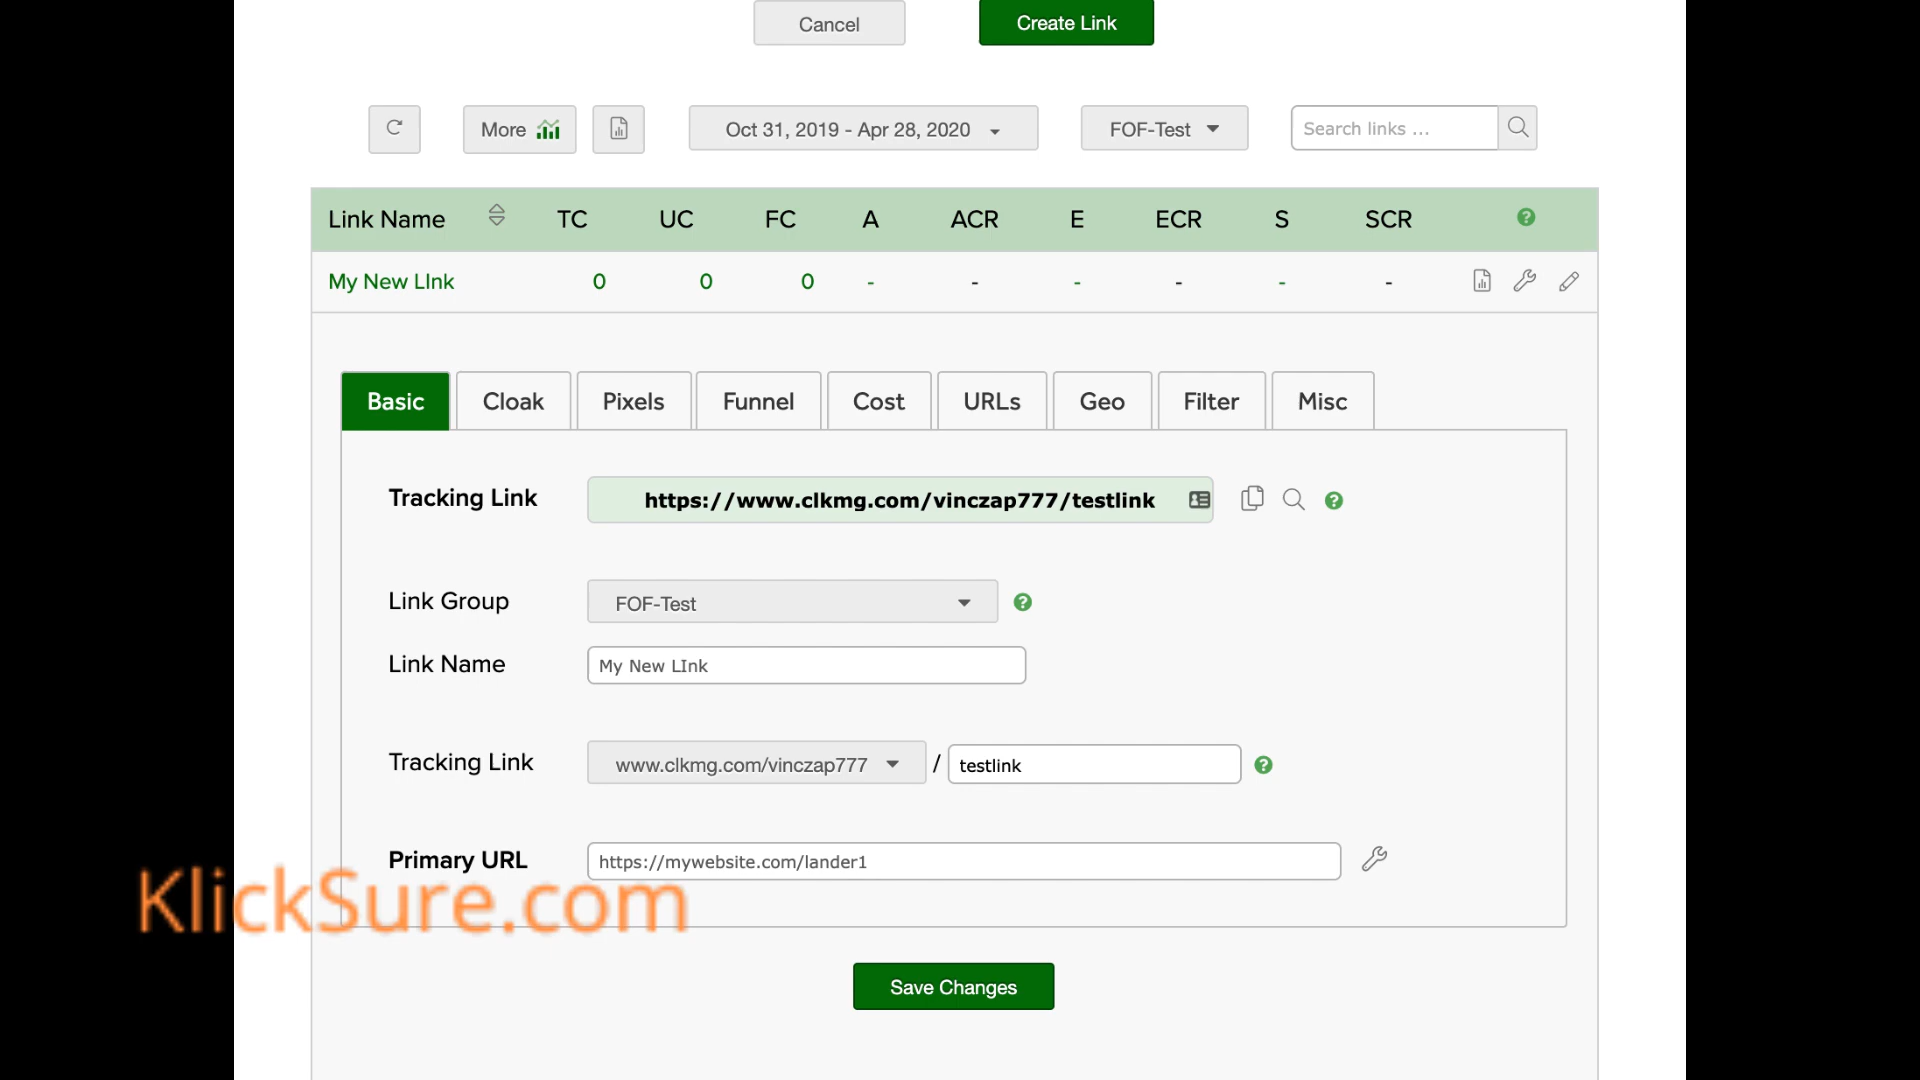 Cancel Create Link
More Oct 31, 2019 - Apr 28, 2020 FOF-Test Search links ...
Link Name TC UC FC A ACR E ECR S SCR ?
My New LInk 0 0 0 - - - - - -
Basic Cloak Pixels Funnel Cost URLs Geo Filter Misc
Tracking Link https://www.clkmg.com/vinczap777/testlink ?
Link Group FOF-Test ?
Link Name My New LInk
Tracking Link www.clkmg.com/vinczap777 / testlink ?
Primary URL https://mywebsite.com/lander1
KlickSure.com
Save Changes